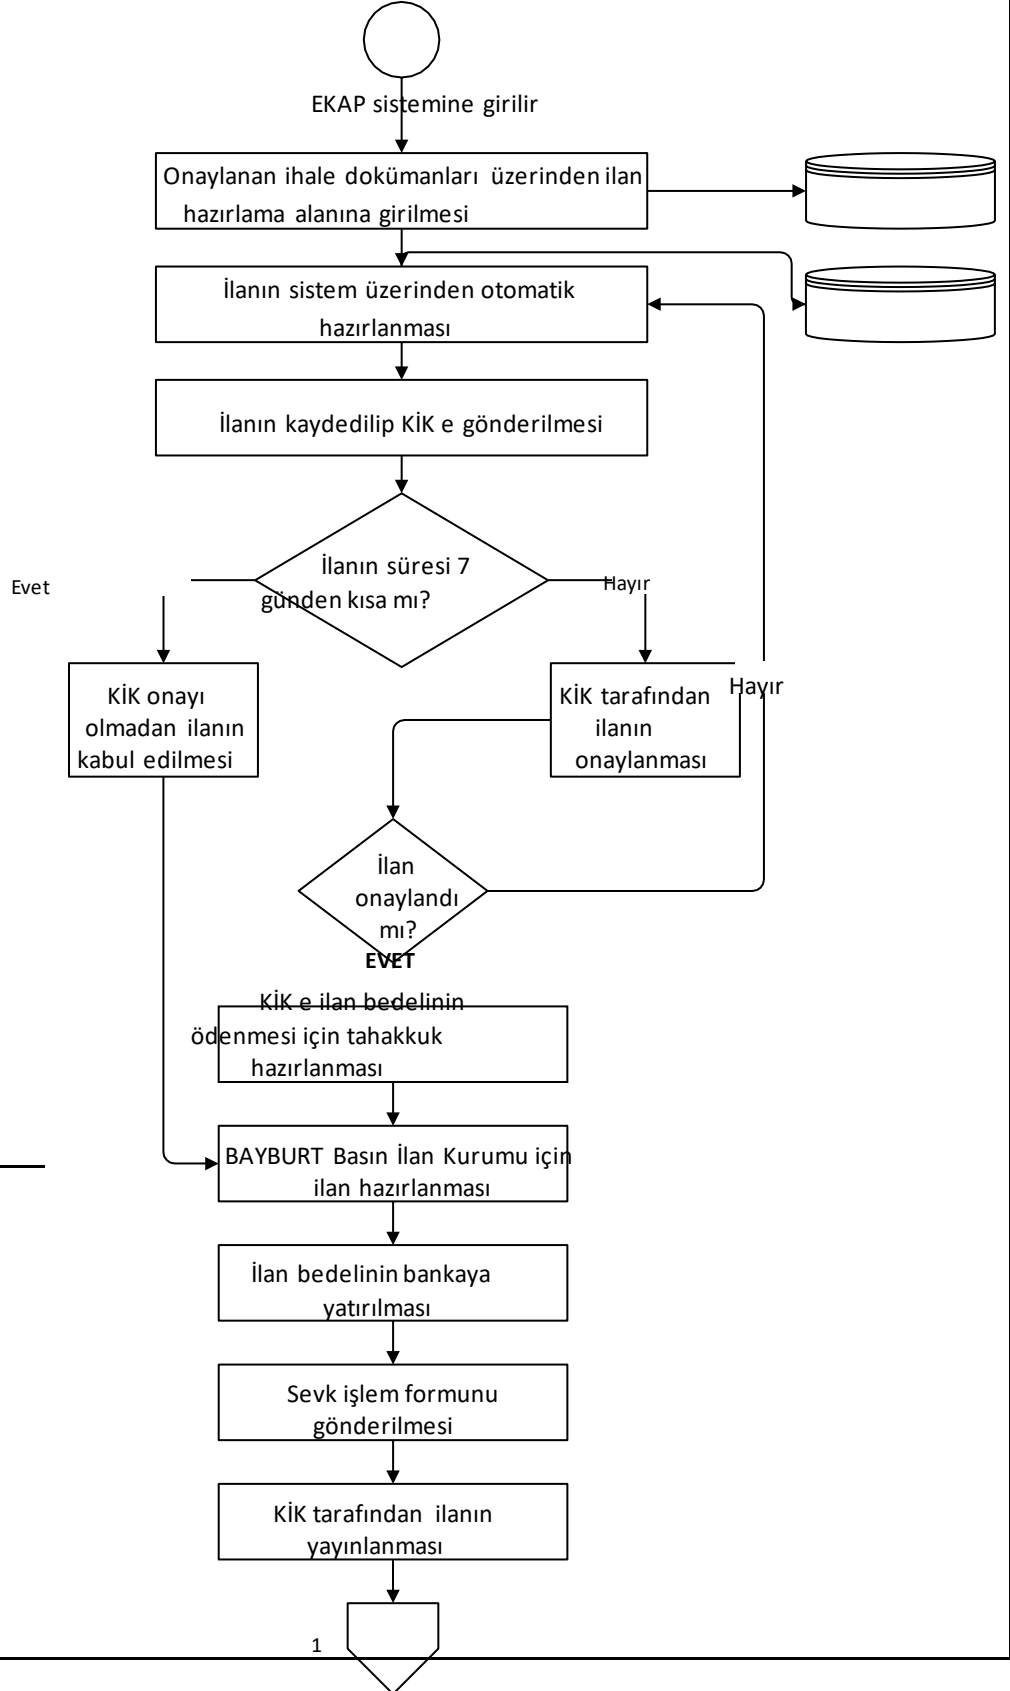 EKAP sistemine girilir
Onaylanan ihale dokümanları üzerinden ilan
hazırlama alanına girilmesi
İlanın sistem üzerinden otomatik
hazırlanması
İlanın kaydedilip KİK e gönderilmesi
İlanın süresi 7
günden kısa mı?
Evet
Hayır
KİK onayı
olmadan ilanın
kabul edilmesi
KİK tarafından
ilanın
onaylanması
Hayır
İlan
onaylandı
mı?
EVET
KİK e ilan bedelinin
ödenmesi için tahakkuk
hazırlanması
BAYBURT Basın İlan Kurumu için
ilan hazırlanması
İlan bedelinin bankaya
yatırılması
Sevk işlem formunu
gönderilmesi
KİK tarafından ilanın
yayınlanması
1